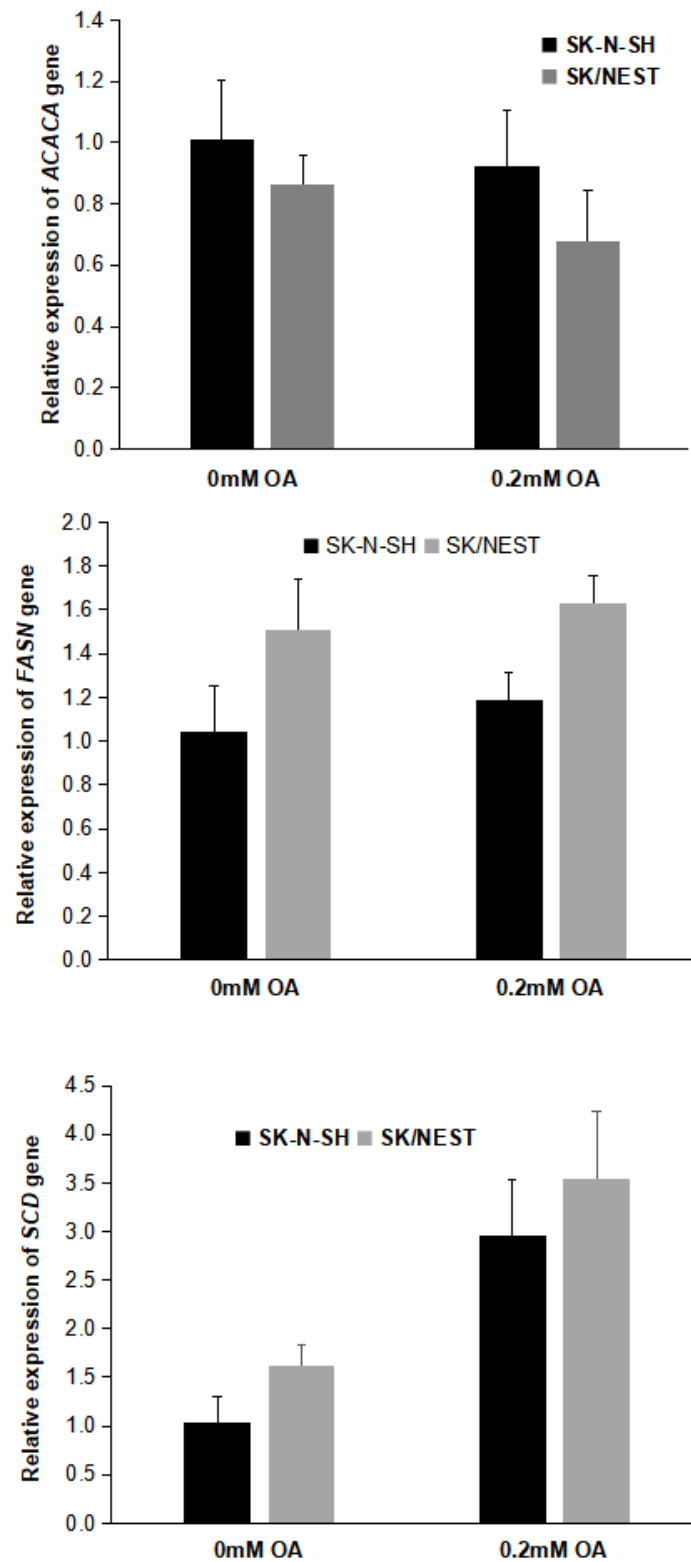 Relative expression of ACACA gene
1.4
1.2
1.0
0.8
0.6
0.4
0.2
0.0
SK-N-SH
SK/NEST
0mM OA
0.2mM OA
Relative expression of FASN gene
2.0
1.8
1.6
1.4
1.2
1.0
0.8
0.6
0.4
0.2
0.0
SK-N-SH SK/NEST
0mM OA
0.2mM OA
Relative expression of SCD gene
4.5
4.0
3.5
3.0
2.5
2.0
1.5
1.0
0.5
0.0
SK-N-SH SK/NEST
0mM OA
0.2mM OA